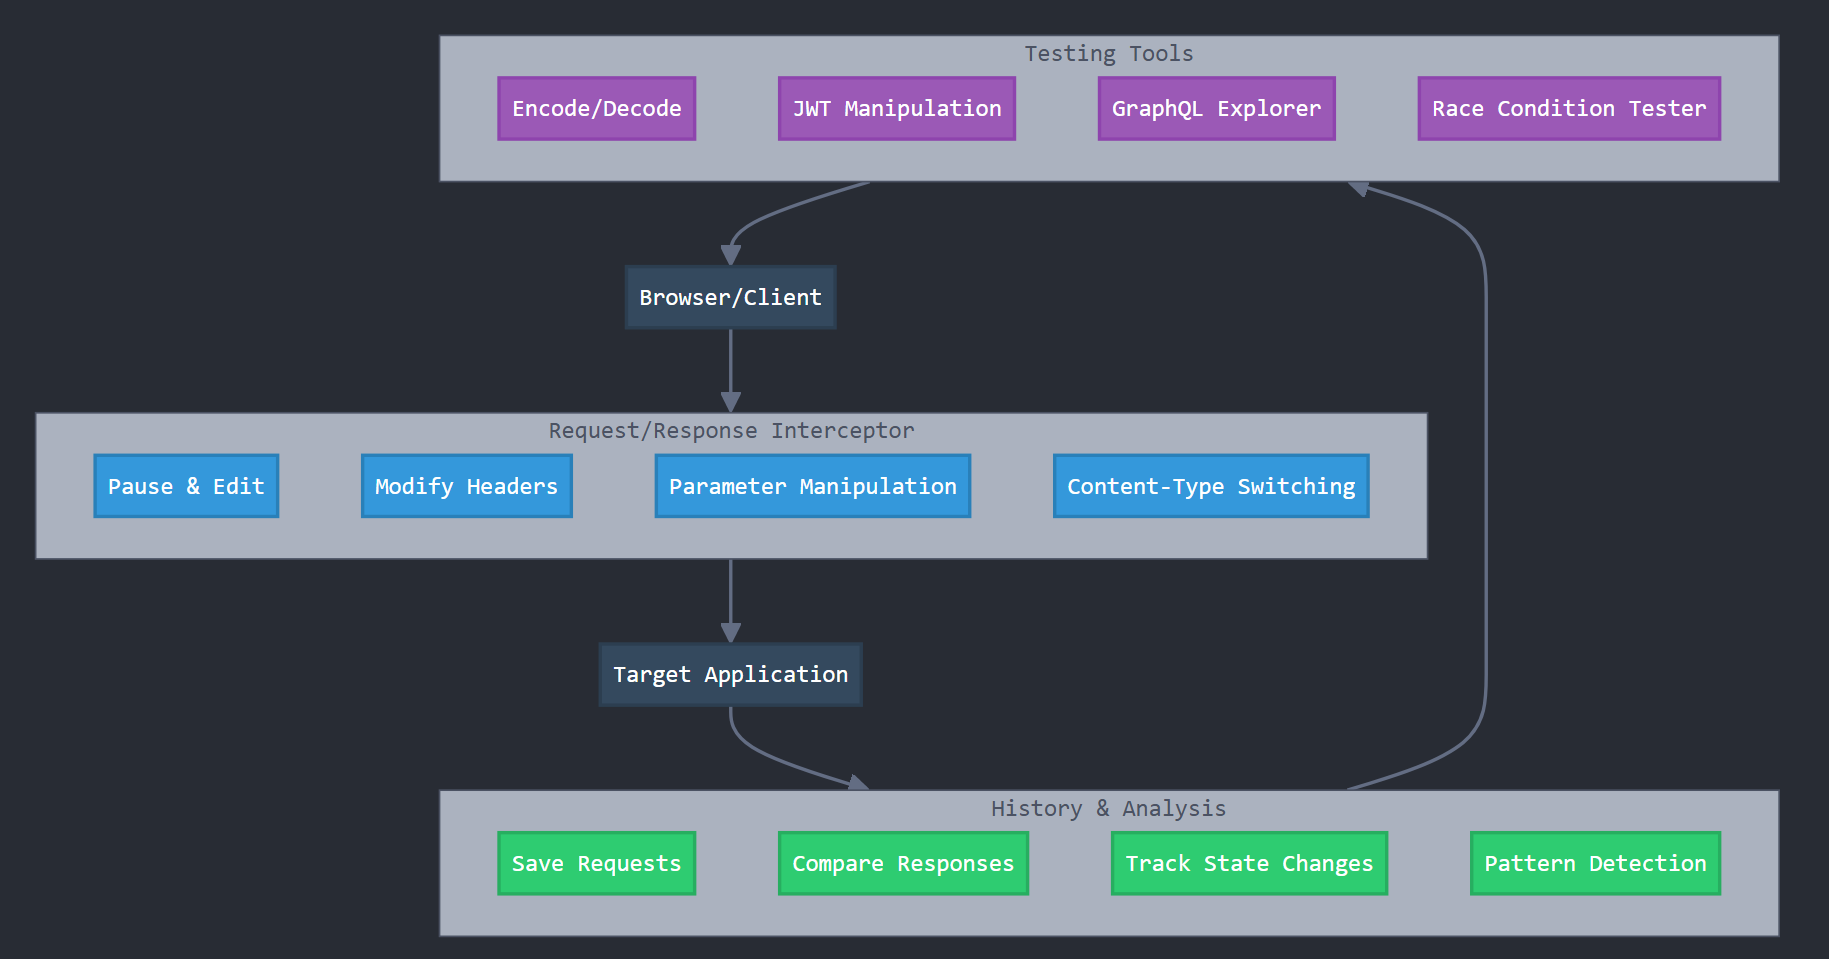 Testing Tools
Encode/Decode
JWT Manipulation
GraphQL Explorer
Race Condition Tester
Browser/Client
Request/Response Interceptor
Pause & Edit
Modify Headers
Parameter Manipulation
Content-Type Switching
Target Application
History & Analysis
Save Requests
Compare Responses
Track State Changes
Pattern Detection